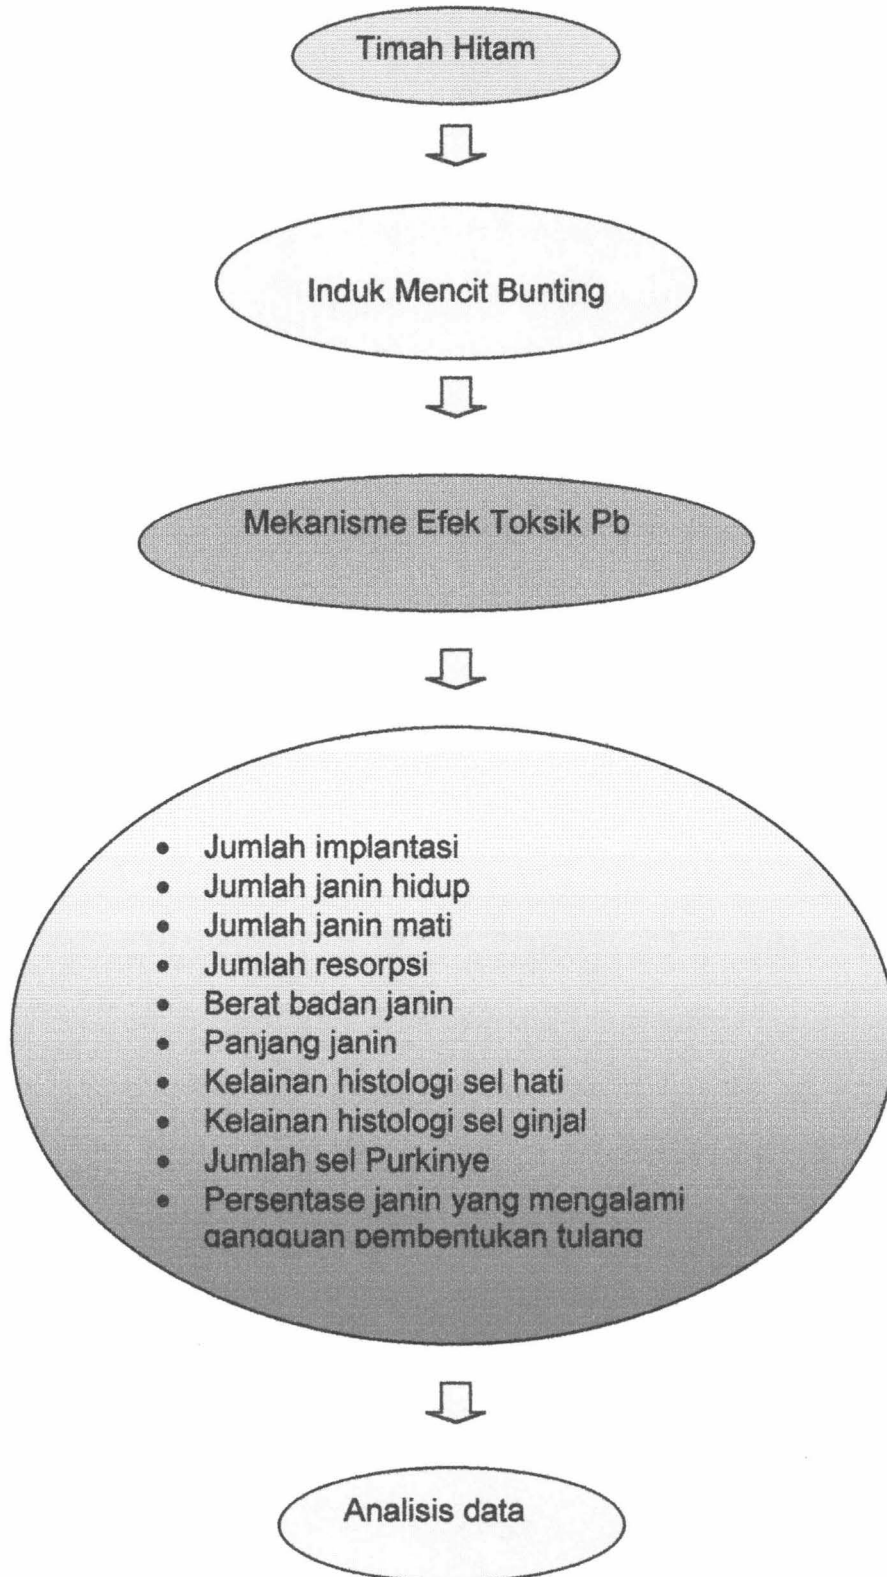 Timah Hitam
Induk Mencit Bunting
Mekanisme Efek Toksik Pb
• Jumlah implantasi
• Jumlah janin hidup
• Jumlah janin mati
• Jumlah resorpsi
• Berat badan janin
• Panjang janin
• Kelainan histologi sel hati
• Kelainan histologi sel ginjal
• Jumlah sel Purkinye
• Persentase janin yang mengalami
gangguan pembentukan tulang
Analisis data